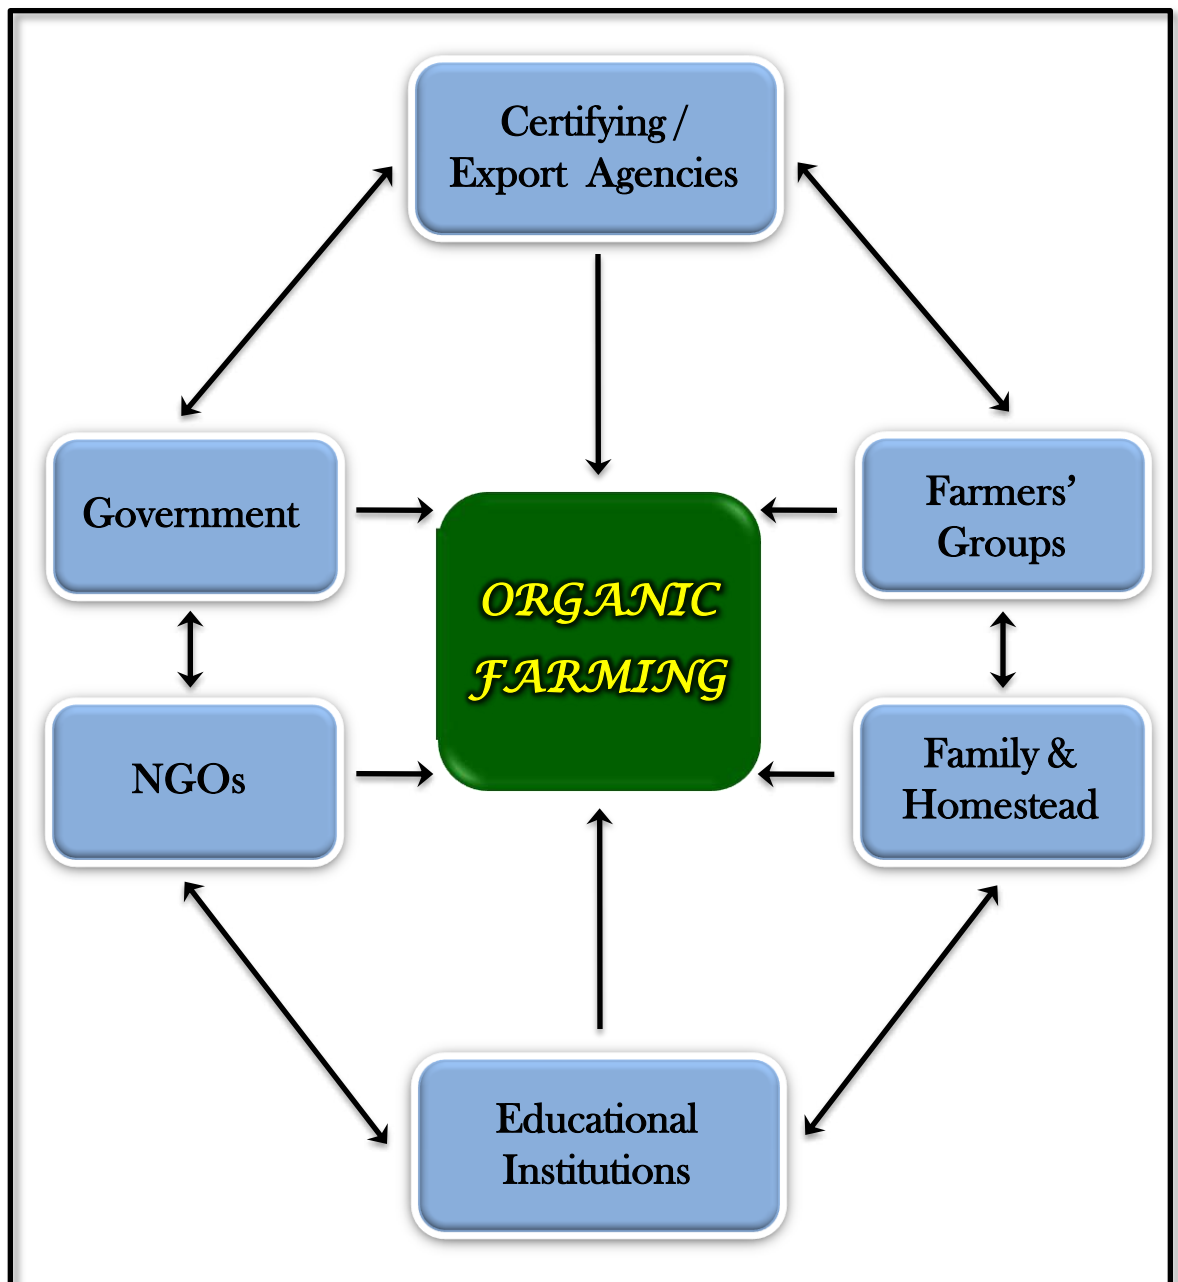 Certifying /
Export Agencies
Government
Farmers’
Groups
ORGANIC
FARMING
NGOs
Family &
Homestead
Educational
Institutions